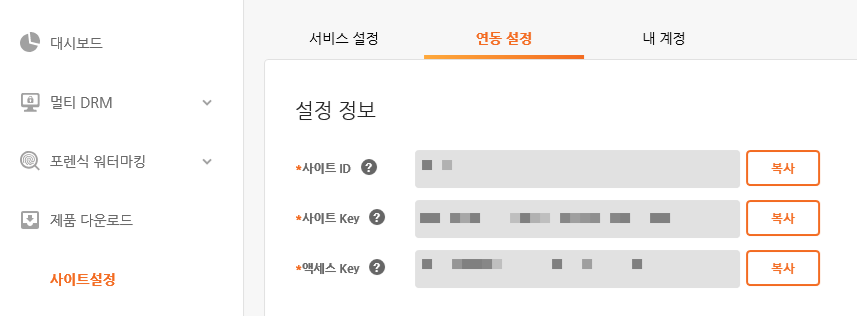 대시보드
멀티 DRM
포렌식 워터마킹
제품 다운로드
사이트설정
서비스 설정
연동 설정
내 계정
설정 정보
*사이트 ID ?
복사
*사이트 Key ?
복사
*액세스 Key ?
복사